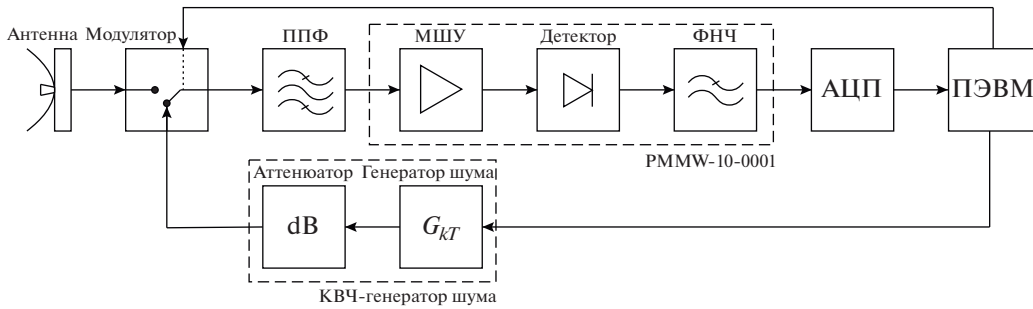 Антенна
Модулятор
ППФ
МШУ
Детектор
ФНЧ
АЦП
ПЭВМ
PMMW-10-0001
Аттенюатор
Генератор шума
dB
GkT
КВЧ-генератор шума